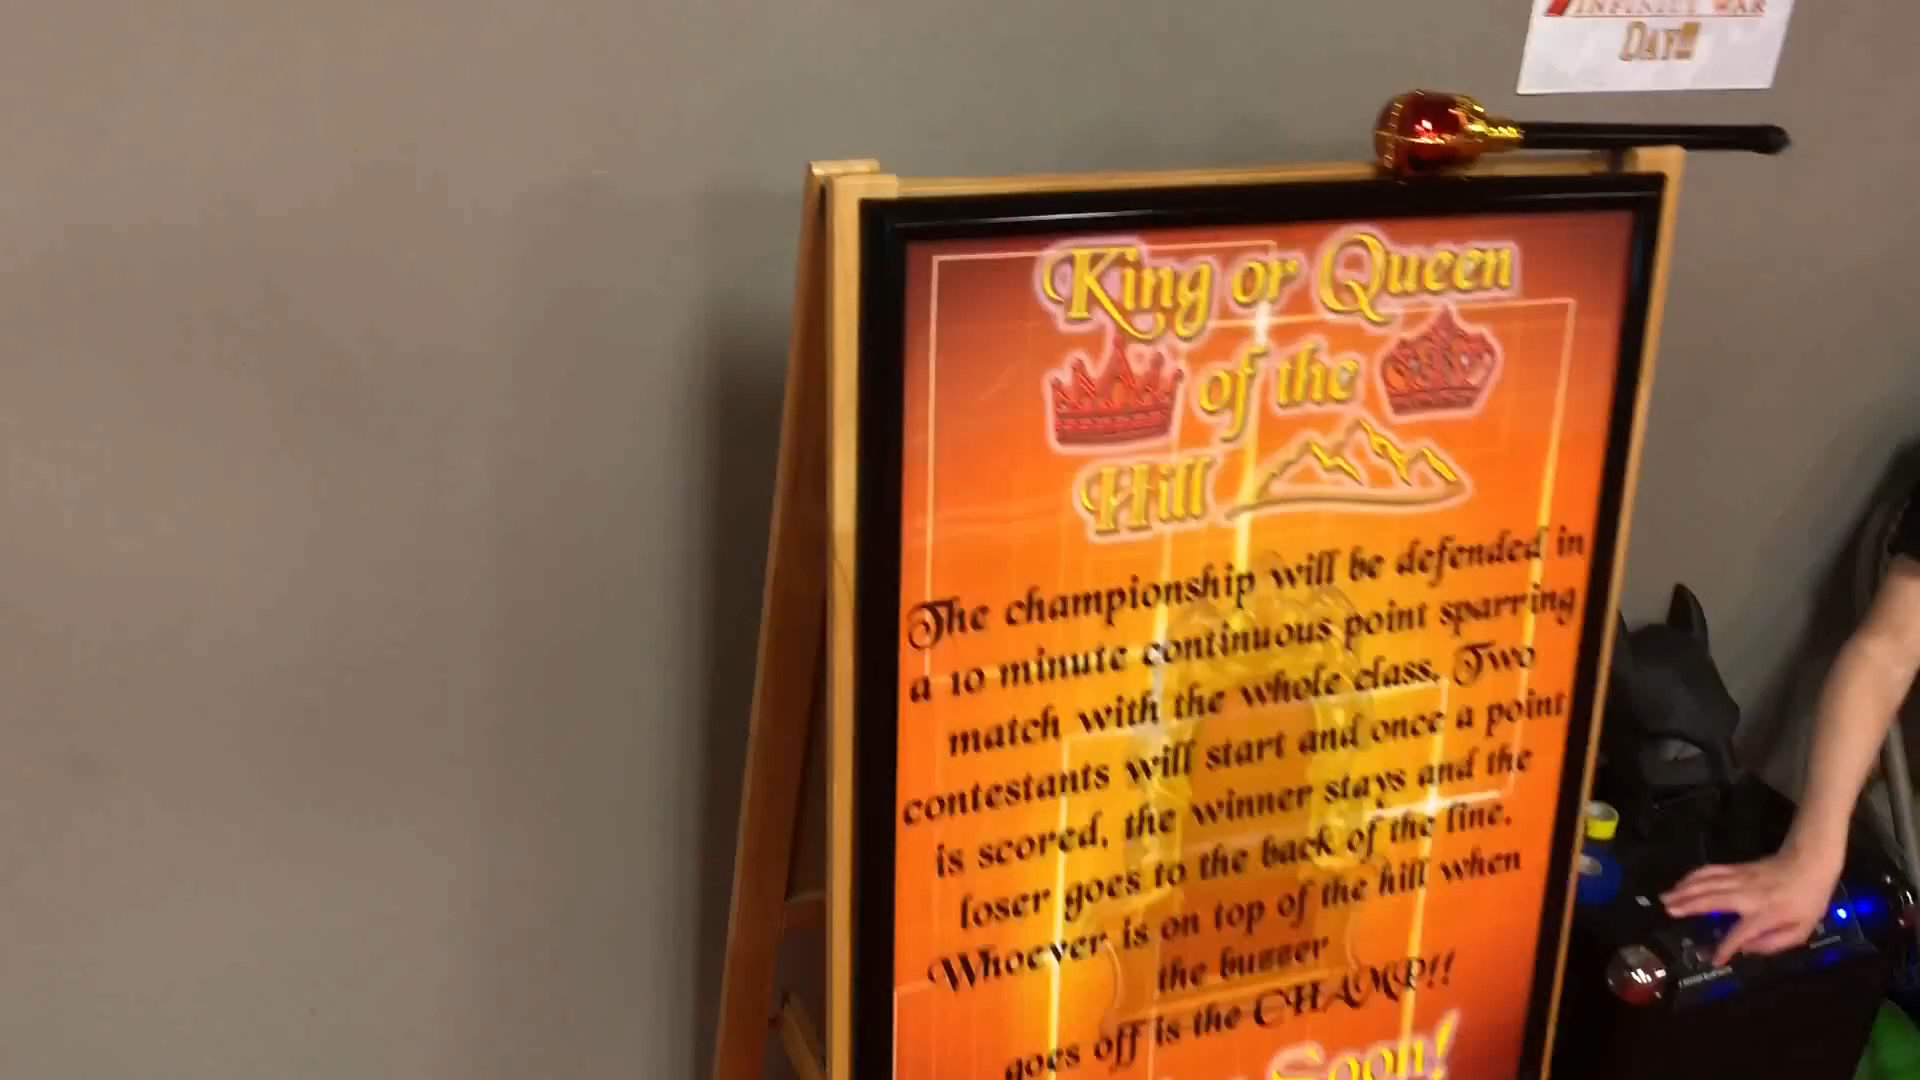 INFINITY WAR
DAY!!
King or Queen
of the
Hill
The championship will be defended in
a 10 minute continuous point sparring
match with the whole class. Two
contestants will start and once a point
is scored, the winner stays and the
loser goes to the back of the line.
Whoever is on top of the hill when
the buzzer
goes off is the CHAMP!!
Soon!